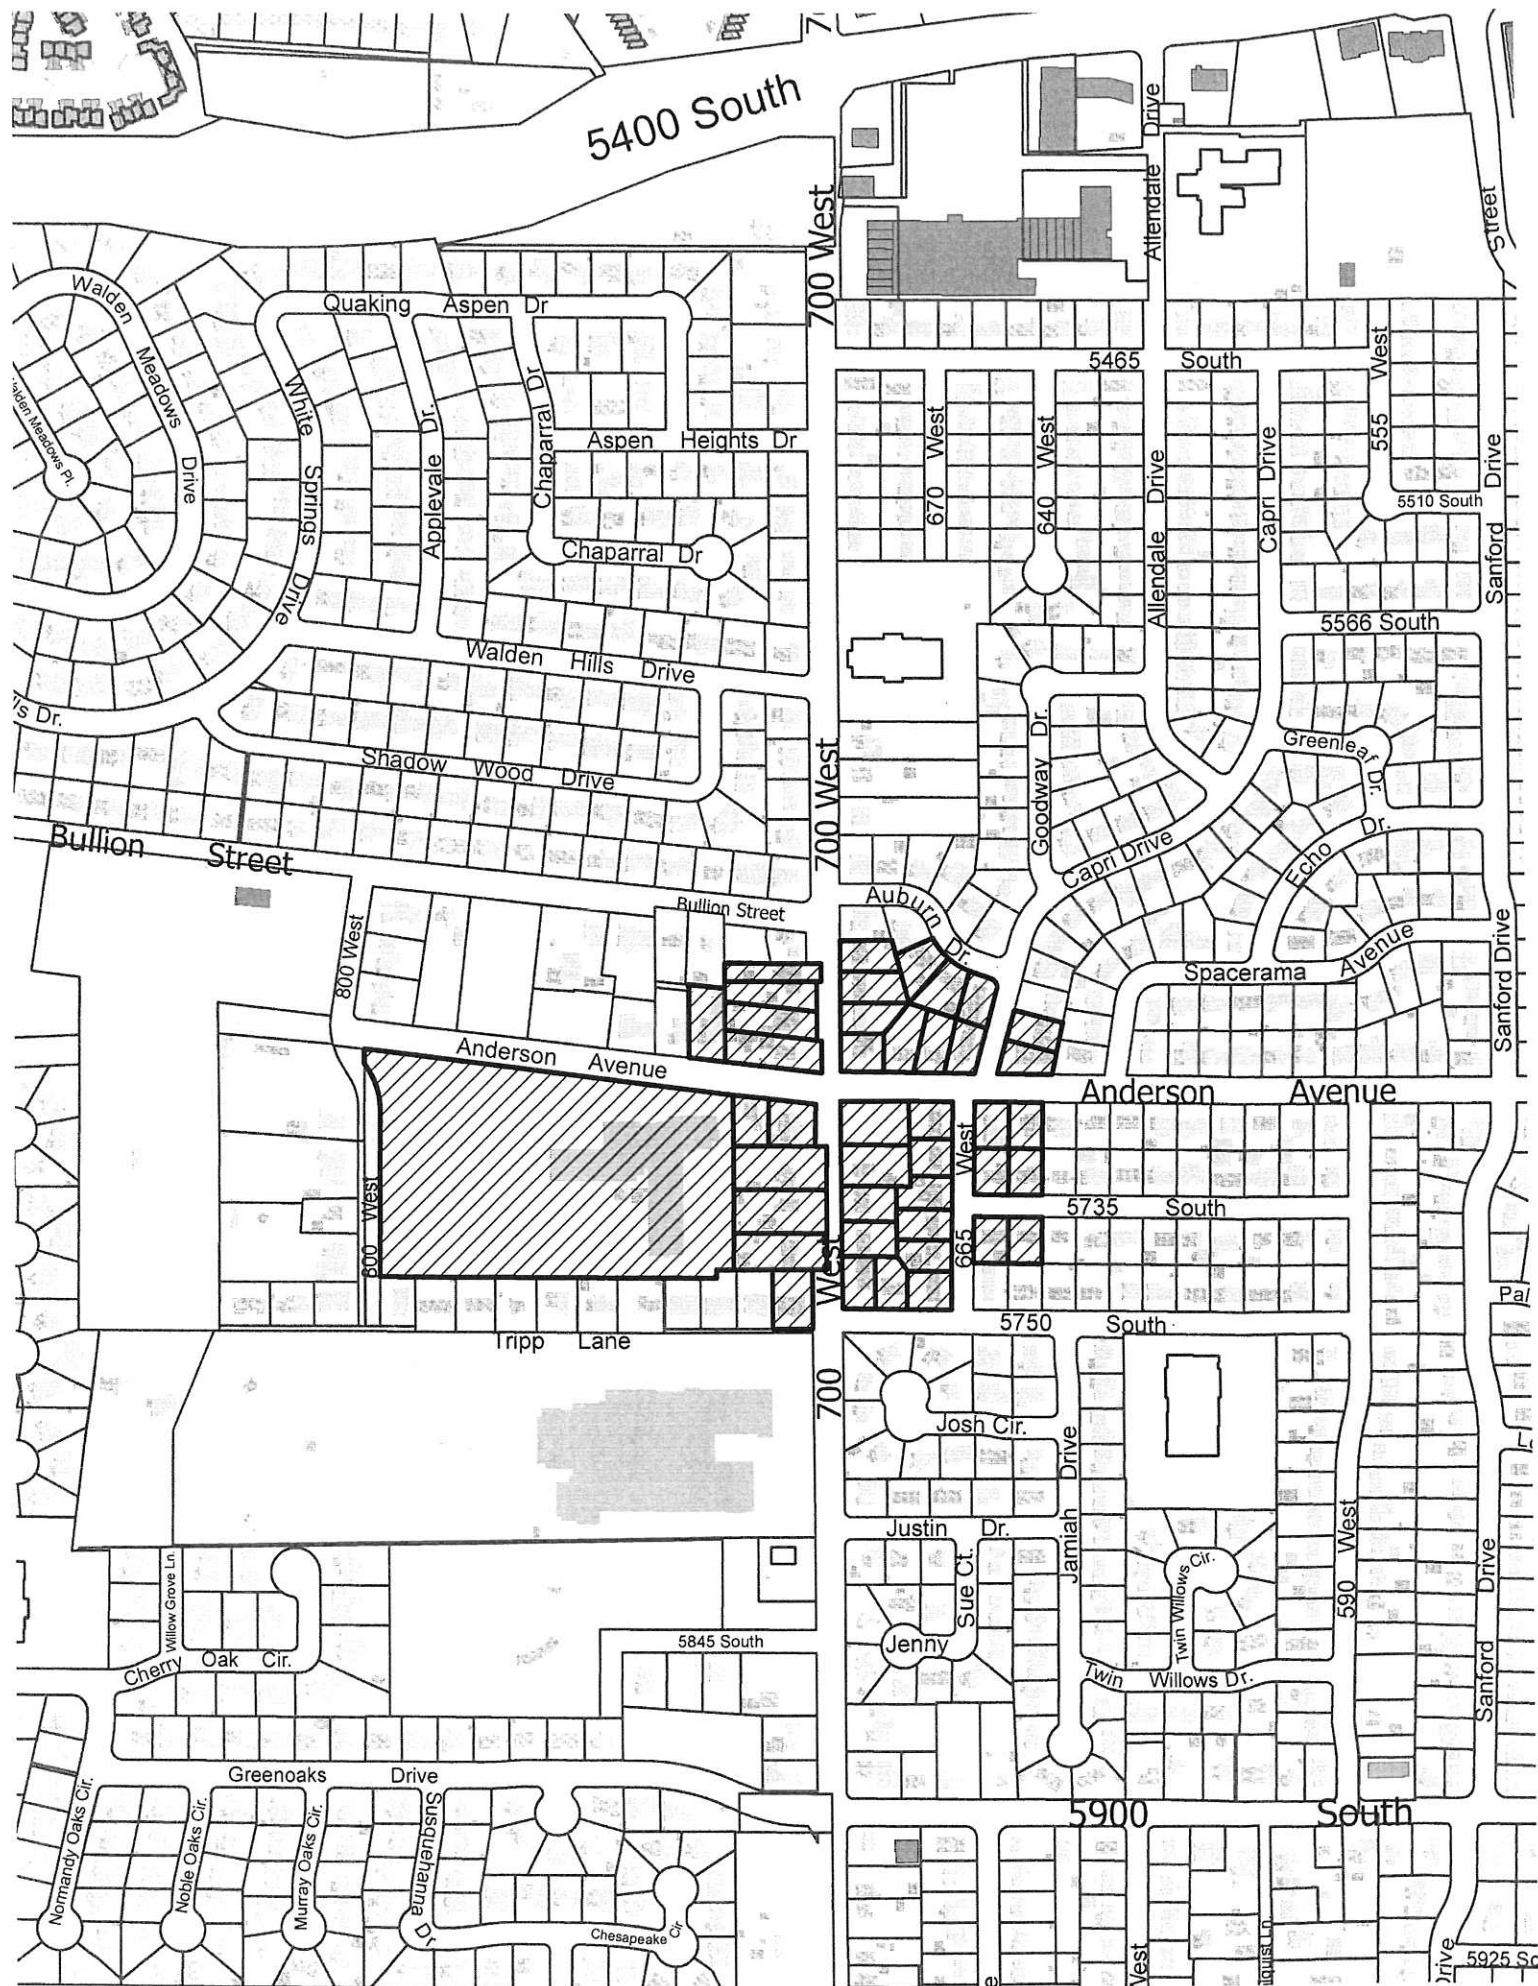 5400 South
Drive
Allendale
Street
700 West
Walden
Meadows
Drive
Quaking Aspen Dr
5465 South
West
555
Walden Meadows Pl.
White
Springs
Drive
Applevale Dr.
Chaparral Dr
Aspen Heights Dr
670 West
640 West
Allendale Drive
Capri Drive
Sanford Drive
5510 South
Chaparral Dr
5566 South
Walden Hills Drive
's Dr.
Shadow Wood Drive
700 West
Goodway Dr.
Greenleaf Dr.
Bullion Street
Capri Drive
Echo Dr.
Bullion Street
Auburn Dr.
800 West
Spacerama Avenue
Sanford Drive
Anderson Avenue
Anderson Avenue
West
665
800 West
5735 South
West
700
Pal
Tripp Lane
5750 South
Josh Cir.
Jamiah Drive
Justin Dr.
Sue Ct.
Jenny
590 West
Twin Willows Cir.
Sanford Drive
Willow Grove Ln.
Cherry Oak Cir.
5845 South
Twin Willows Dr.
Greenoaks Drive
Normandy Oaks Cir.
Noble Oaks Cir.
Murray Oaks Cir.
Susquehanna Dr
5900 South
Chesapeake Cir
West
quist Ln.
Drive
5925 So